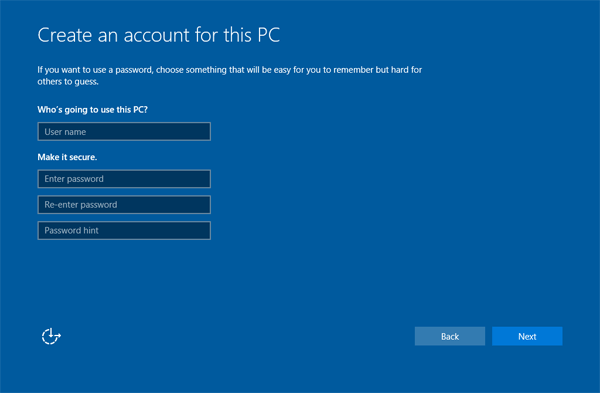 Create an account for this PC
If you want to use a password, choose something that will be easy for you to remember but hard for
others to guess.
Who's going to use this PC?
User name
Make it secure.
Enter password
Re-enter password
Password hint
Back
Next